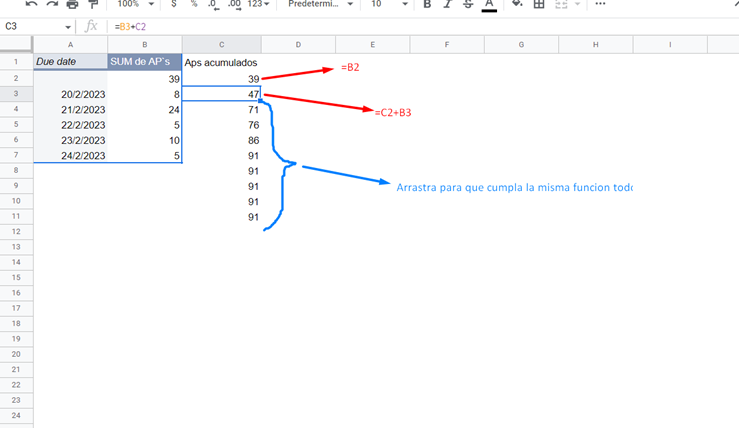 100% $ % .0 .00 123 Predetermi... 10 B I S A
C3 fx =B3+C2
A B C D E F G H I
1 Due date SUM de AP`s Aps acumulados
2 39 39 =B2
3 20/2/2023 8 47 =C2+B3
4 21/2/2023 24 71
5 22/2/2023 5 76
6 23/2/2023 10 86
7 24/2/2023 5 91
8 91
9 91 Arrastra para que cumpla la misma funcion todo
10 91
11 91
12
13
14
15
16
17
18
19
20
21
22
23
24